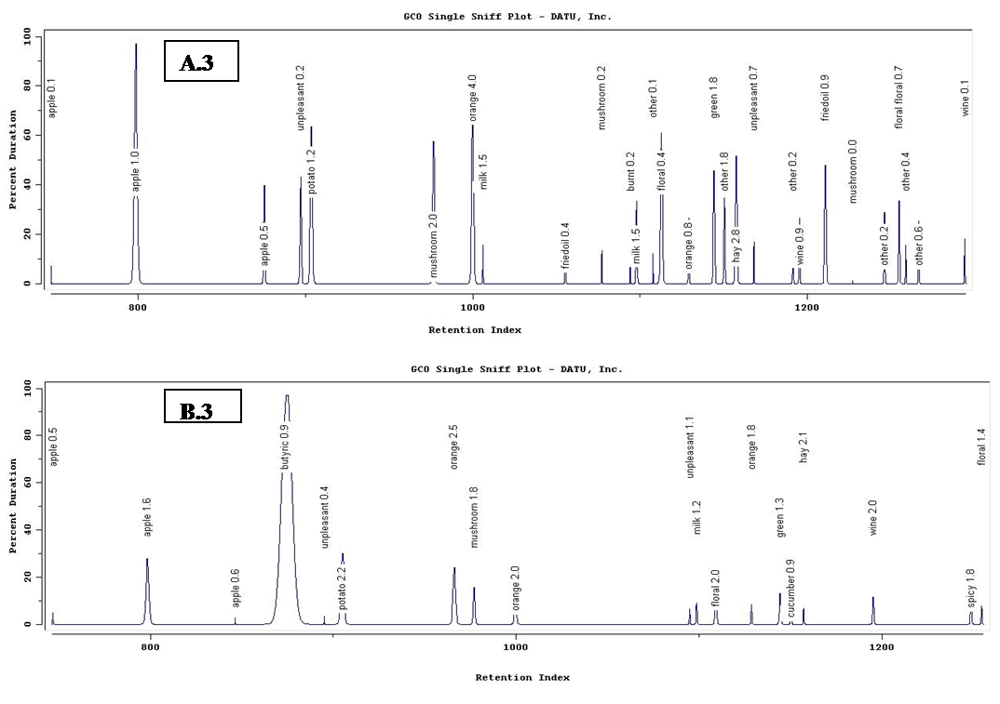 GCO Single Sniff Plot - DATU, Inc.
A.3
Percent Duration
100
80
60
40
20
0
apple 0.1
apple 1.0
apple 0.5
unpleasant 0.2
potato 1.2
mushroom 2.0
orange 4.0
milk 1.5
friedoil 0.4
mushroom 0.2
burnt 0.2
milk 1.5
other 0.1
floral 0.4
orange 0.8
green 1.8
other 1.8
hay 2.8
unpleasant 0.7
other 0.2
wine 0.9
friedoil 0.9
mushroom 0.0
other 0.2
floral floral 0.7
other 0.4
other 0.6
wine 0.1
800
1000
1200
Retention Index
GCO Single Sniff Plot - DATU, Inc.
B.3
Percent Duration
100
80
60
40
20
0
apple 0.5
apple 1.6
apple 0.6
butyric 0.9
unpleasant 0.4
potato 2.2
orange 2.5
mushroom 1.8
orange 2.0
unpleasant 1.1
milk 1.2
floral 2.0
orange 1.8
green 1.3
cucumber 0.9
hay 2.1
wine 2.0
spicy 1.8
floral 1.4
800
1000
1200
Retention Index